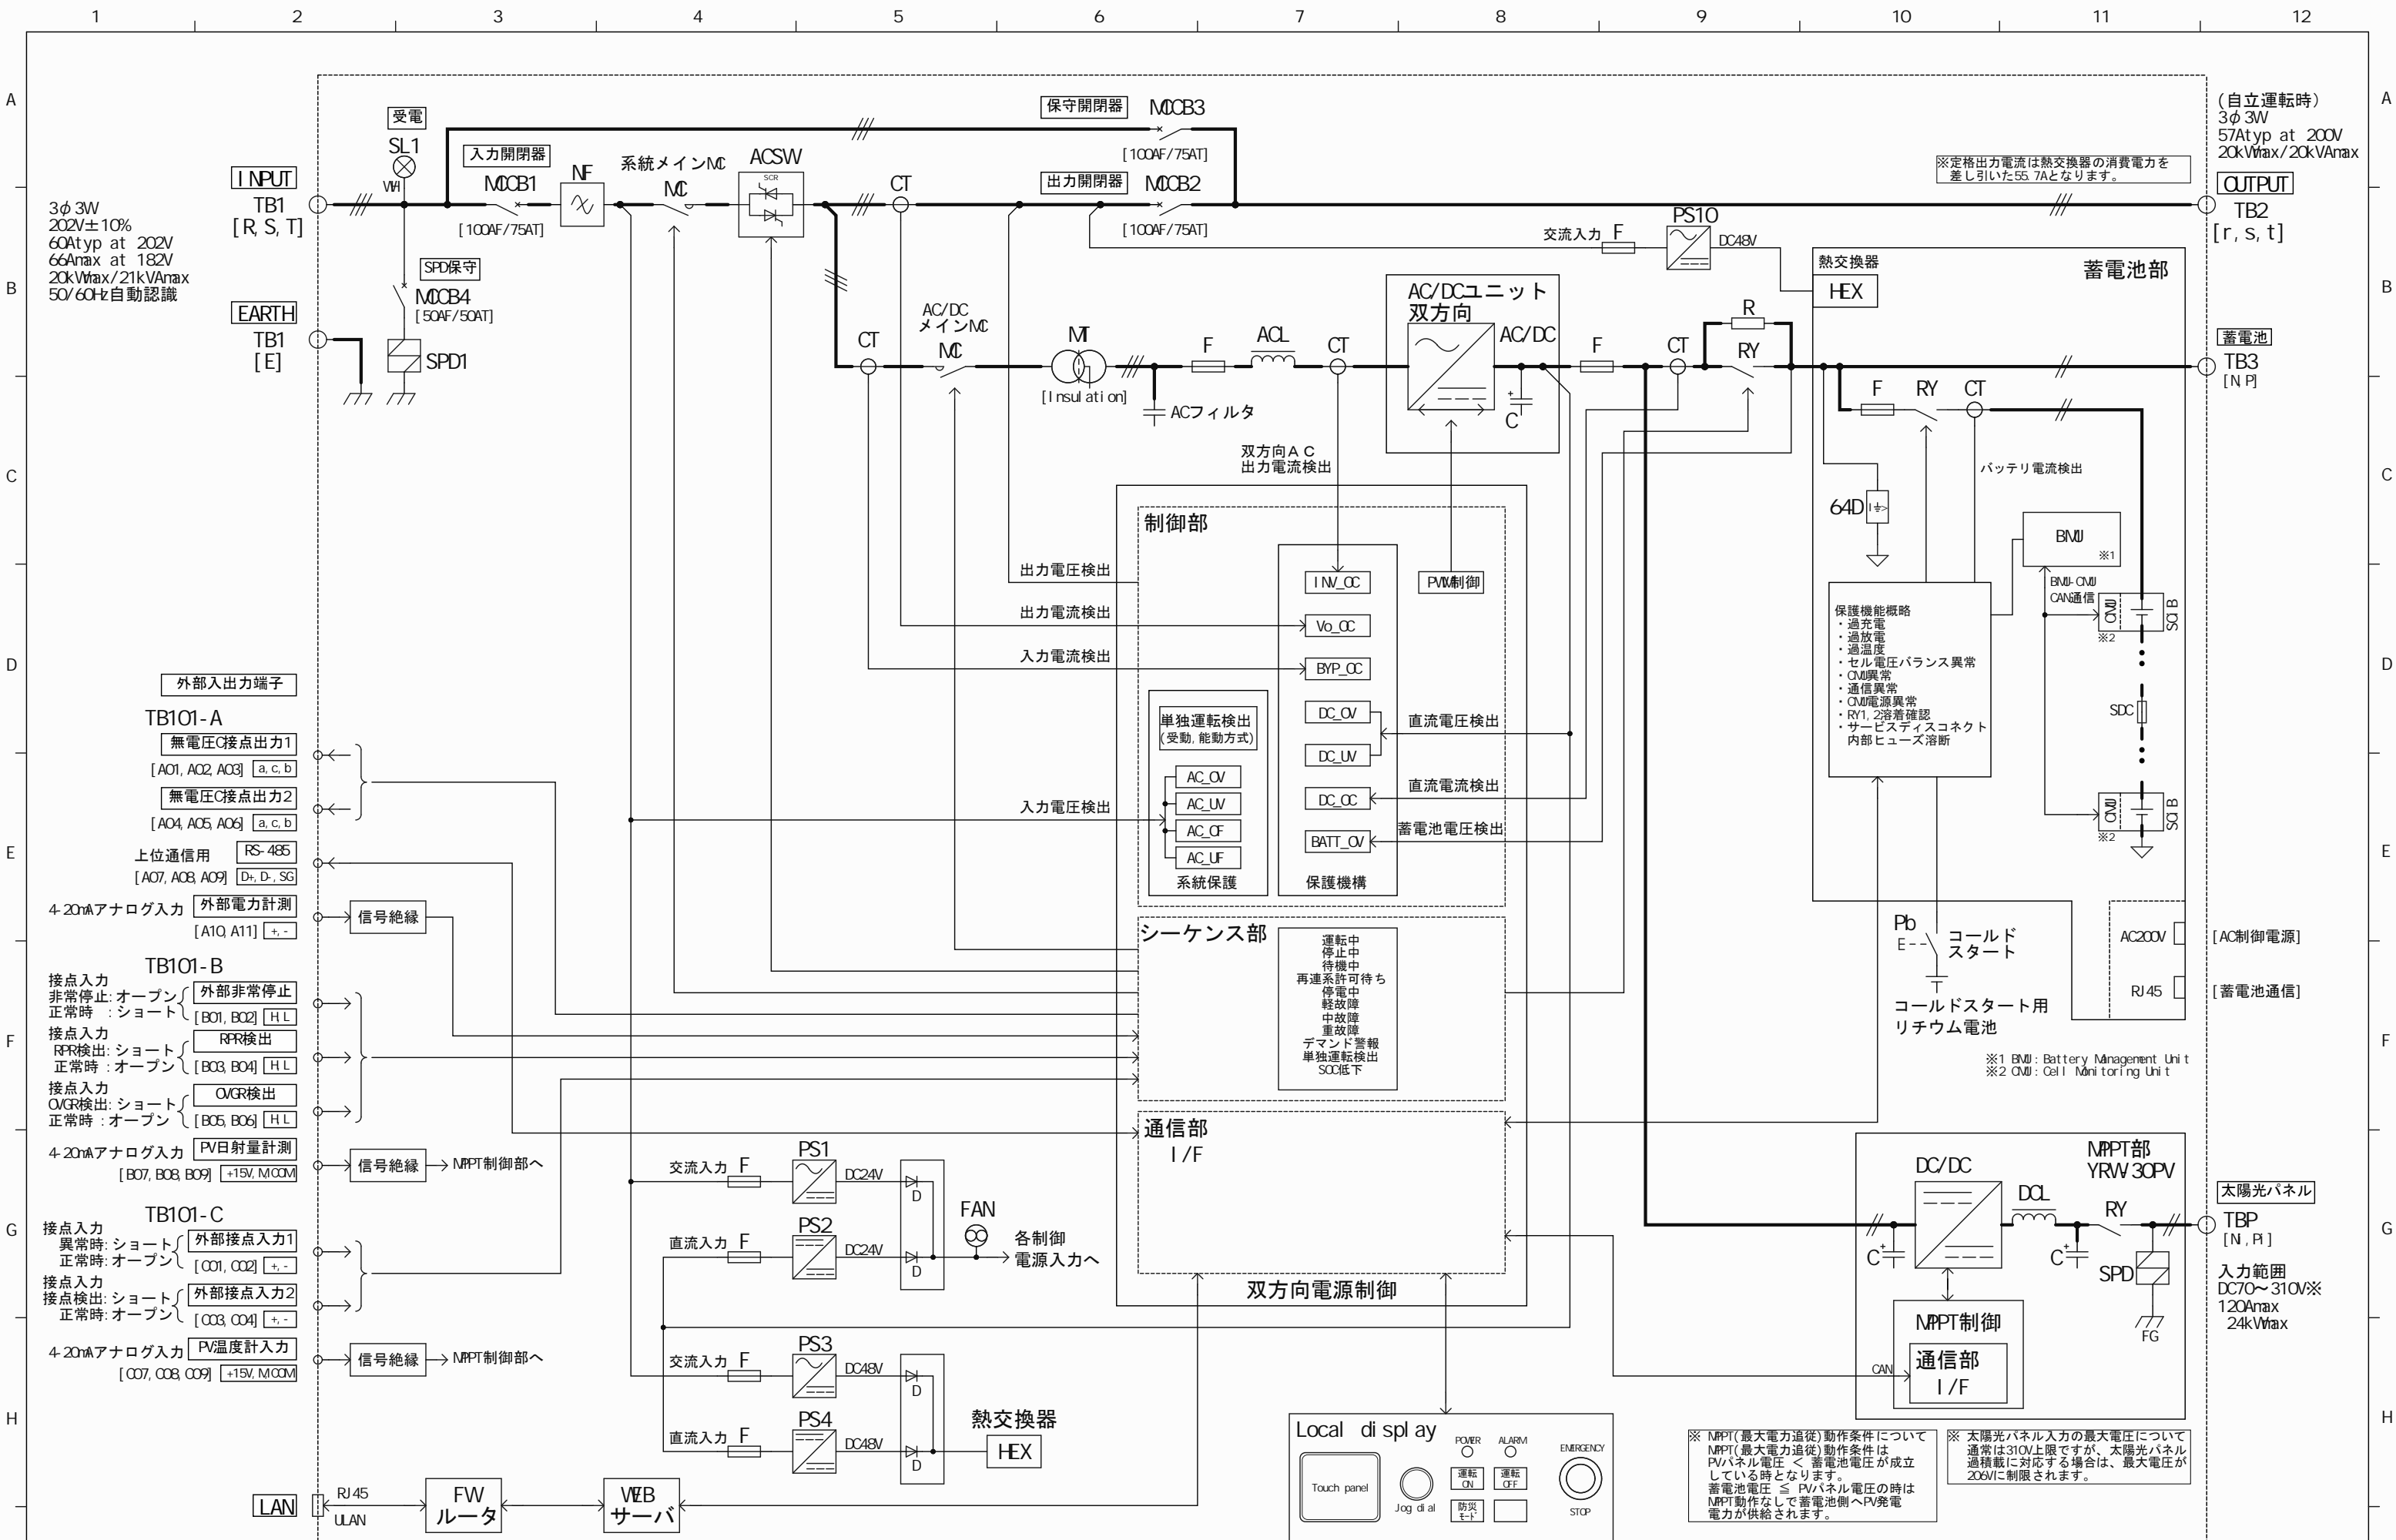 1 2 3 4 5 6 7 8 9 10 11 12
A
B
C
D
E
F
G
H
A
B
C
D
E
F
G
H
受電
SL1
WH
INPUT
TB1
[R,S,T]
3φ3W
202V±10%
60Atyp at 202V
66Amax at 182V
20kWmax/21kVAmax
50/60Hz自動認識
EARTH
TB1
[E]
SPD保守
MCCB4
[50AF/50AT]
SPD1
入力開閉器
MCCB1
[100AF/75AT]
NF
系統メインMC
MC
ACSW
SCR
CT
保守開閉器
MCCB3
[100AF/75AT]
出力開閉器
MCCB2
[100AF/75AT]
交流入力
F
PS10
DC48V
(自立運転時)
3φ3W
57Atyp at 200V
20kWmax/20kVAmax
※定格出力電流は熱交換器の消費電力を
差し引いた55.7Aとなります。
OUTPUT
TB2
[r,s,t]
CT
AC/DC
メインMC
MC
MT
[Insulation]
ACフィルタ
F
ACL
CT
AC/DCユニット
双方向
AC/DC
C
F
CT
R
RY
双方向AC
出力電流検出
熱交換器
HEX
蓄電池部
蓄電池
TB3
[N,P]
F
RY
CT
バッテリ電流検出
64D
BMU
※1
BMU-CMU
CAN通信
CMU
SCiB
※2
SDC
CMU
SCiB
※2
保護機能概略
・過充電
・過放電
・過温度
・セル電圧バランス異常
・CMU異常
・通信異常
・CMU電源異常
・RY1,2溶着確認
・サービスディスコネクト
内部ヒューズ溶断
Pb
E--
コールド
スタート
コールドスタート用
リチウム電池
AC200V
[AC制御電源]
RJ45
[蓄電池通信]
※1 BMU: Battery Management Unit
※2 CMU: Cell Monitoring Unit
制御部
出力電圧検出
出力電流検出
入力電流検出
入力電圧検出
INV_OC
Vo_OC
BYP_OC
DC_OV
DC_UV
DC_OC
BATT_OV
保護機構
PWM制御
直流電圧検出
直流電流検出
蓄電池電圧検出
単独運転検出
(受動,能動方式)
AC_OV
AC_UV
AC_OF
AC_UF
系統保護
シーケンス部
運転中
停止中
待機中
再連系許可待ち
停電中
軽故障
中故障
重故障
デマンド警報
単独運転検出
SOC低下
通信部
I/F
双方向電源制御
外部入出力端子
TB101-A
無電圧C接点出力1
[A01,A02,A03] a,c,b
無電圧C接点出力2
[A04,A05,A06] a,c,b
上位通信用 RS-485
[A07,A08,A09] D+,D-,SG
4-20mAアナログ入力 外部電力計測
[A10,A11] +,-
信号絶縁
TB101-B
接点入力
非常停止:オープン
正常時 :ショート
外部非常停止
[B01,B02] H,L
接点入力
RPR検出:ショート
正常時 :オープン
RPR検出
[B03,B04] H,L
接点入力
OVGR検出:ショート
正常時 :オープン
OVGR検出
[B05,B06] H,L
4-20mAアナログ入力 PV日射量計測
[B07,B08,B09] +15V,M,COM
信号絶縁
MPPT制御部へ
TB101-C
接点入力
異常時:ショート
正常時:オープン
外部接点入力1
[C01,C02] +,-
接点入力
接点検出:ショート
正常時:オープン
外部接点入力2
[C03,C04] +,-
4-20mAアナログ入力 PV温度計入力
[C07,C08,C09] +15V,M,COM
信号絶縁
MPPT制御部へ
交流入力 F
PS1
DC24V
D
直流入力 F
PS2
DC24V
D
FAN
各制御
電源入力へ
交流入力 F
PS3
DC48V
D
直流入力 F
PS4
DC48V
D
熱交換器
HEX
LAN
RJ45
ULAN
FW
ルータ
WEB
サーバ
Local display
Touch panel
Jog dial
POWER
ALARM
運転
ON
運転
OFF
防災
モード
EMERGENCY
STOP
MPPT部
YRW-30PV
DC/DC
DCL
RY
C
C
SPD
FG
MPPT制御
通信部
I/F
CAN
太陽光パネル
TBP
[Ni,Pi]
入力範囲
DC70～310V※
120Amax
24kWmax
※ MPPT(最大電力追従)動作条件について
MPPT(最大電力追従)動作条件は
PVパネル電圧 < 蓄電池電圧が成立
している時となります。
蓄電池電圧 ≦ PVパネル電圧の時は
MPPT動作なしで蓄電池側へPV発電
電力が供給されます。
※ 太陽光パネル入力の最大電圧について
通常は310V上限ですが、太陽光パネル
過積載に対応する場合は、最大電圧が
206Vに制限されます。